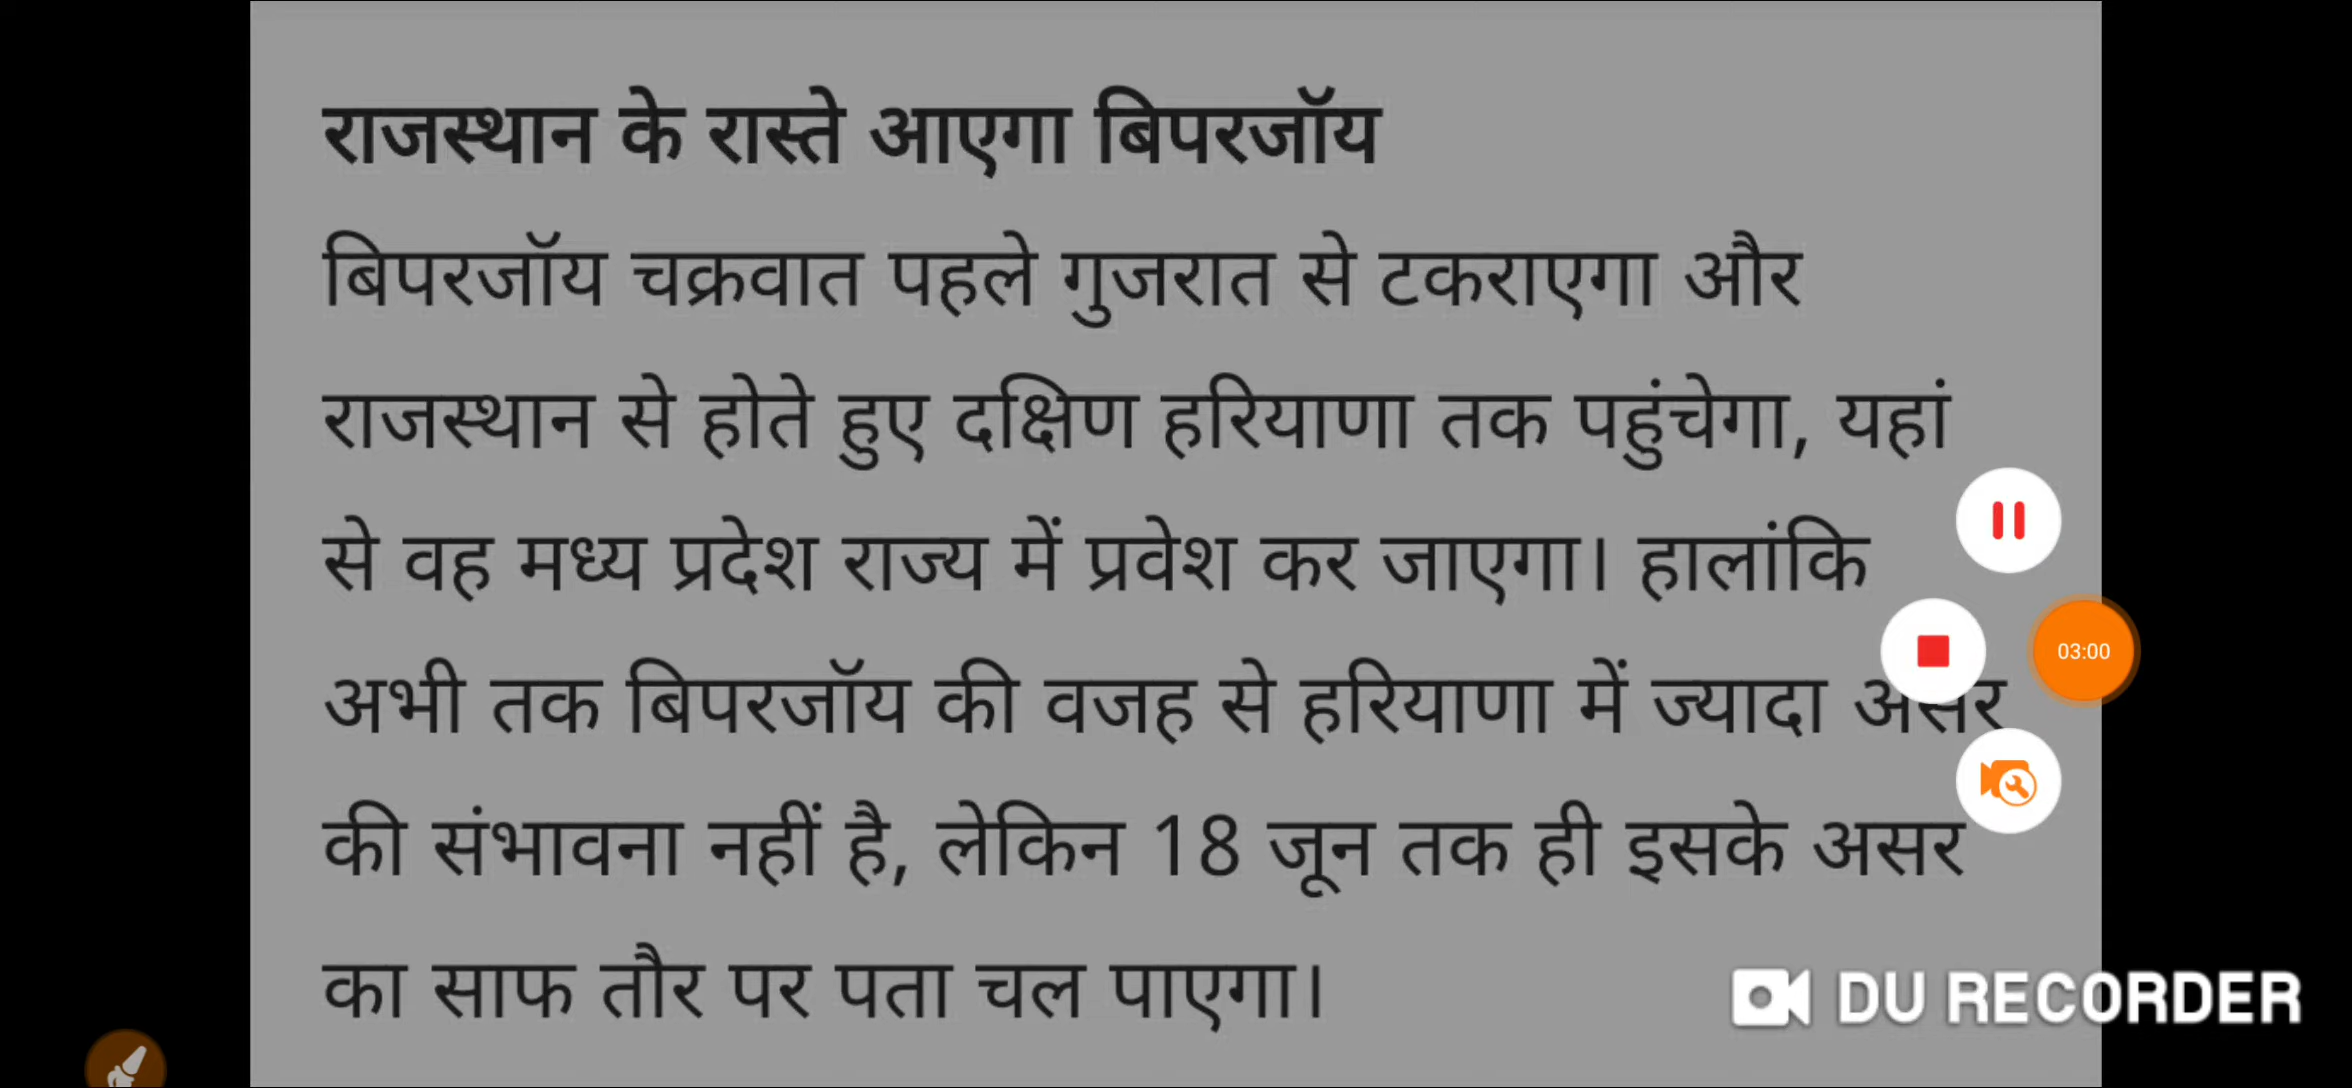 राजस्थान के रास्ते आएगा बिपरजॉय
बिपरजॉय चक्रवात पहले गुजरात से टकराएगा और
राजस्थान से होते हुए दक्षिण हरियाणा तक पहुंचेगा, यहां
से वह मध्य प्रदेश राज्य में प्रवेश कर जाएगा। हालांकि
अभी तक बिपरजॉय की वजह से हरियाणा में ज्यादा असर
की संभावना नहीं है, लेकिन 18 जून तक ही इसके असर
का साफ तौर पर पता चल पाएगा।
03:00
DU RECORDER